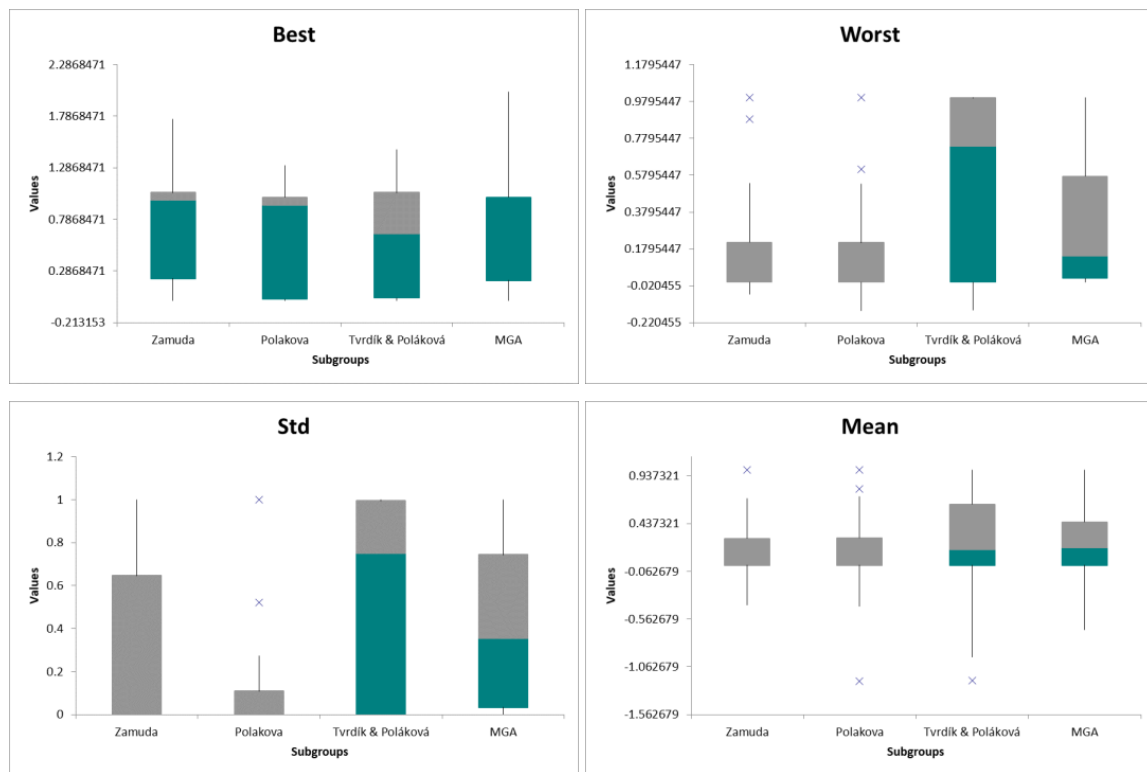 Best
2.2868471
1.7868471
1.2868471
0.7868471
0.2868471
-0.213153
Values
Zamuda Polakova Tvrdík & Poláková MGA
Subgroups
Worst
1.1795447
0.9795447
0.7795447
0.5795447
0.3795447
0.1795447
-0.020455
-0.220455
Values
Zamuda Polakova Tvrdík & Poláková MGA
Subgroups
Std
1.2
1
0.8
0.6
0.4
0.2
0
Values
Zamuda Polakova Tvrdík & Poláková MGA
Subgroups
Mean
0.937321
0.437321
-0.062679
-0.562679
-1.062679
-1.562679
Values
Zamuda Polakova Tvrdík & Poláková MGA
Subgroups